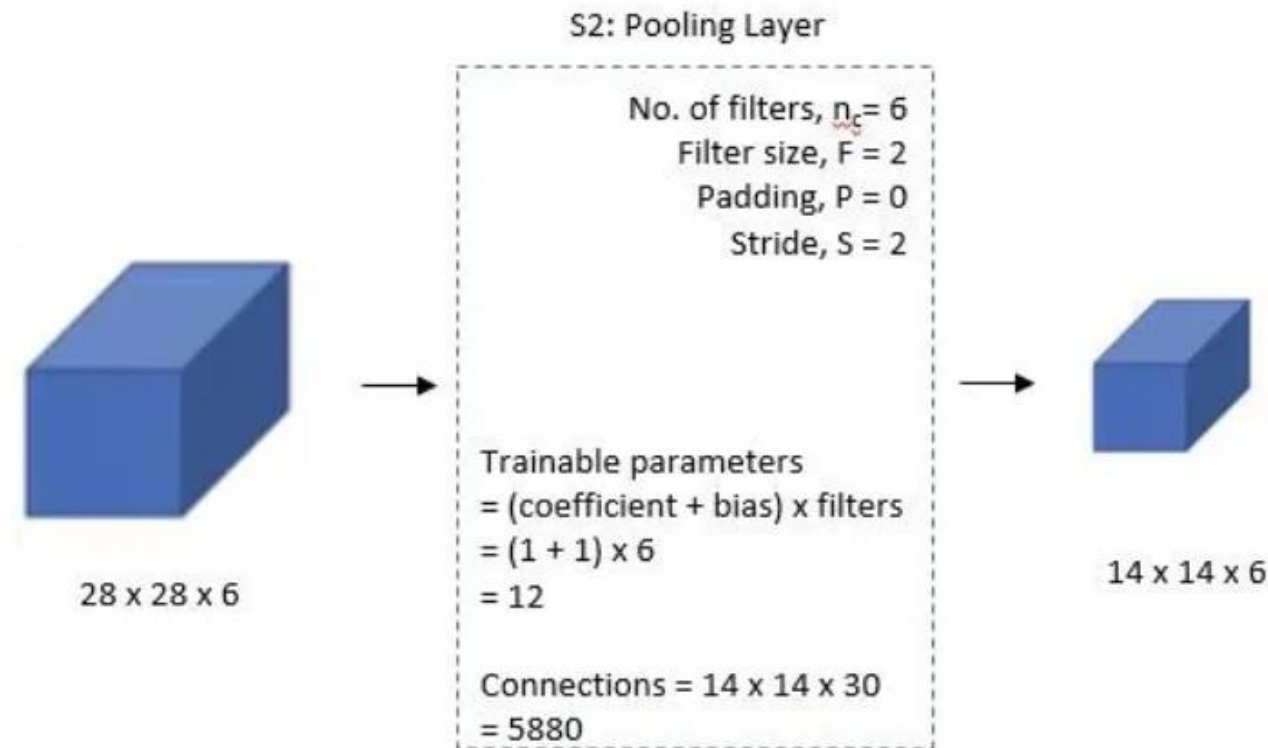 S2: Pooling Layer
No. of filters, nc= 6
Filter size, F = 2
Padding, P = 0
Stride, S = 2
Trainable parameters
= (coefficient + bias) x filters
= (1 + 1) x 6
= 12
Connections = 14 x 14 x 30
= 5880
28 x 28 x 6
14 x 14 x 6